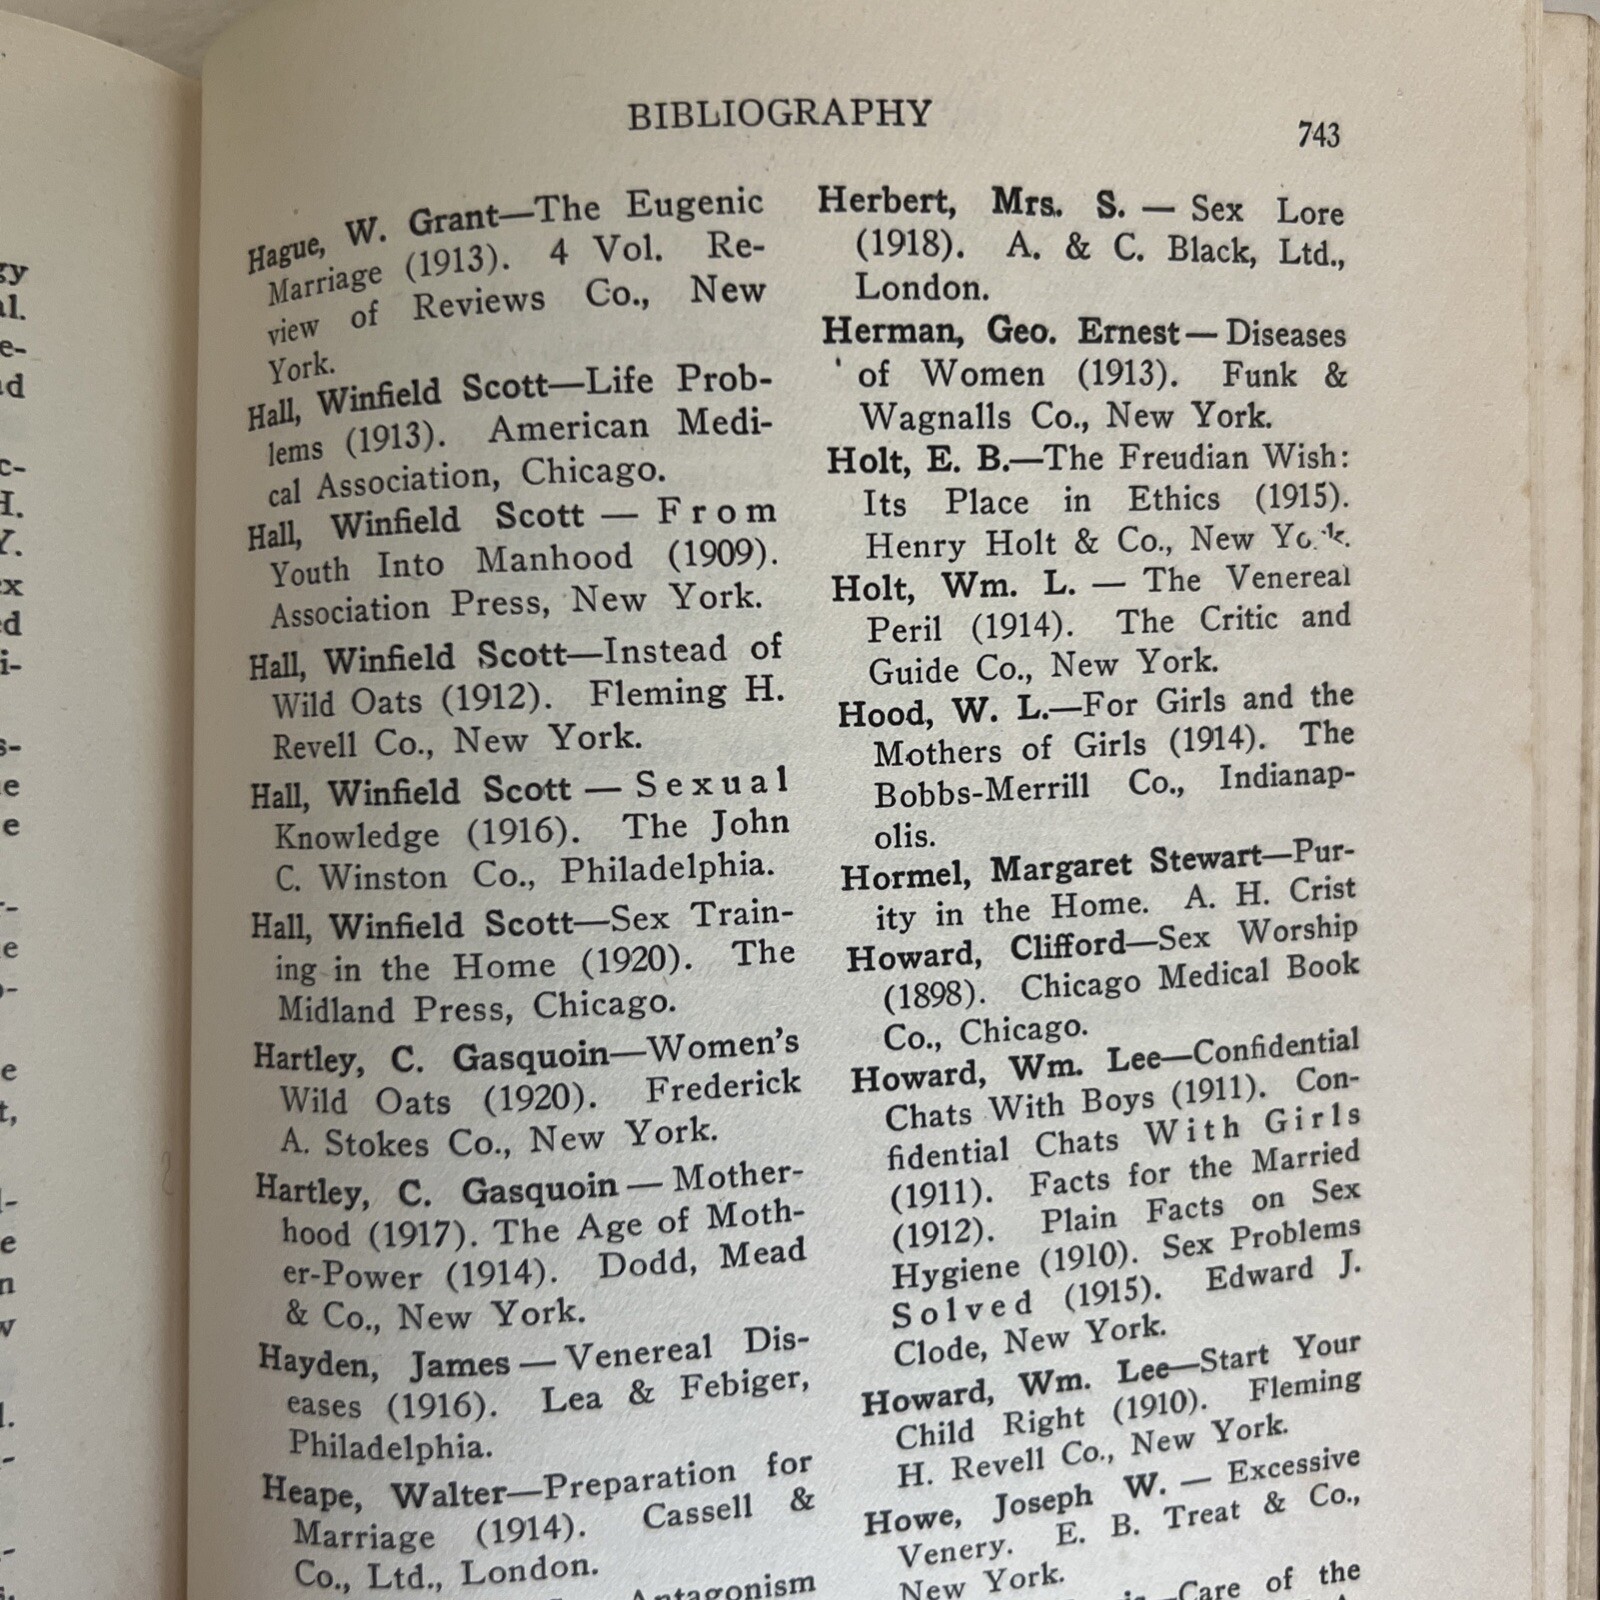 BIBLIOGRAPHY
743
Hague, W. Grant—The Eugenic
Marriage (1913). 4 Vol. Re-
view of Reviews Co., New
York.
Hall, Winfield Scott—Life Prob-
lems (1913). American Medi-
cal Association, Chicago.
Hall, Winfield Scott — From
Youth Into Manhood (1909).
Association Press, New York.
Hall, Winfield Scott—Instead of
Wild Oats (1912). Fleming H.
Revell Co., New York.
Hall, Winfield Scott — Sexual
Knowledge (1916). The John
C. Winston Co., Philadelphia.
Hall, Winfield Scott—Sex Train-
ing in the Home (1920). The
Midland Press, Chicago.
Hartley, C. Gasquoin—Women's
Wild Oats (1920). Frederick
A. Stokes Co., New York.
Hartley, C. Gasquoin — Mother-
hood (1917). The Age of Moth-
er-Power (1914). Dodd, Mead
& Co., New York.
Hayden, James — Venereal Dis-
eases (1916). Lea & Febiger,
Philadelphia.
Heape, Walter—Preparation for
Marriage (1914). Cassell &
Co., Ltd., London.
Antagonism
Herbert, Mrs. S. — Sex Lore
(1918). A. & C. Black, Ltd.,
London.
Herman, Geo. Ernest — Diseases
of Women (1913). Funk &
Wagnalls Co., New York.
Holt, E. B.—The Freudian Wish:
Its Place in Ethics (1915).
Henry Holt & Co., New York.
Holt, Wm. L. — The Venereal
Peril (1914). The Critic and
Guide Co., New York.
Hood, W. L.—For Girls and the
Mothers of Girls (1914). The
Bobbs-Merrill Co., Indianap-
olis.
Hormel, Margaret Stewart—Pur-
ity in the Home. A. H. Crist
Howard, Clifford—Sex Worship
(1898). Chicago Medical Book
Co., Chicago.
Howard, Wm. Lee—Confidential
Chats With Boys (1911). Con-
fidential Chats With Girls
(1911). Facts for the Married
(1912). Plain Facts on Sex
Hygiene (1910). Sex Problems
Solved (1915). Edward J.
Clode, New York.
Howard, Wm. Lee—Start Your
Child Right (1910). Fleming
H. Revell Co., New York.
Howe, Joseph W. — Excessive
Venery. E. B. Treat & Co.,
New York.
Care of the